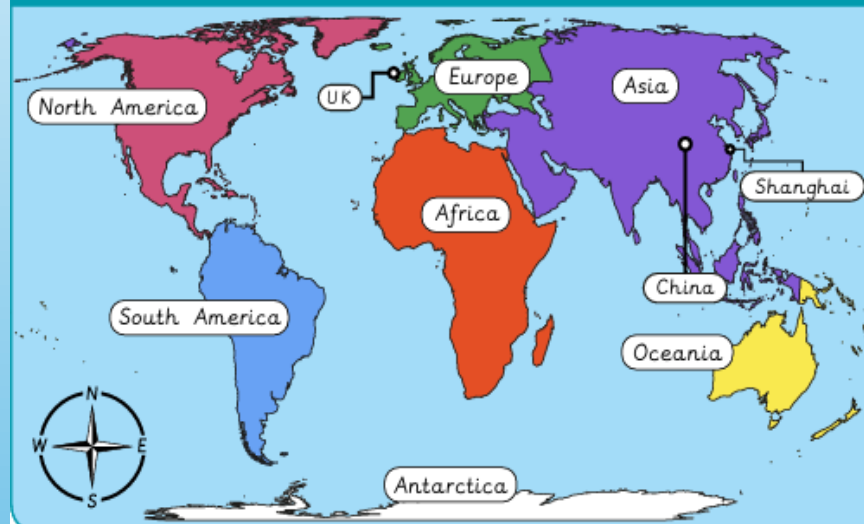 Europe
Asia
UK
North America
Shanghai
Africa
China
South America
Oceania
N
W
E
S
Antarctica